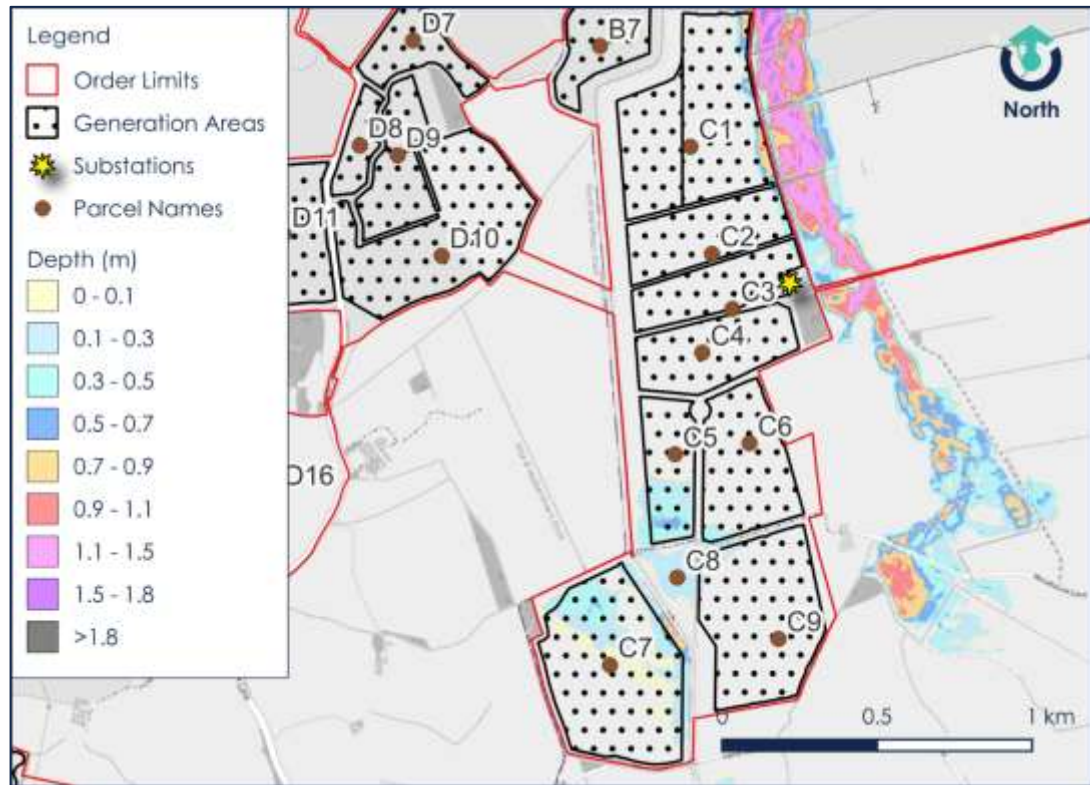 Legend
Order Limits
Generation Areas
Substations
Parcel Names
Depth (m)
0 - 0.1
0.1 - 0.3
0.3 - 0.5
0.5 - 0.7
0.7 - 0.9
0.9 - 1.1
1.1 - 1.5
1.5 - 1.8
>1.8
North
D7
B7
D8
D9
C1
D11
D10
C2
C3
C4
C5
C6
D16
C8
C7
C9
0
0.5
1 km